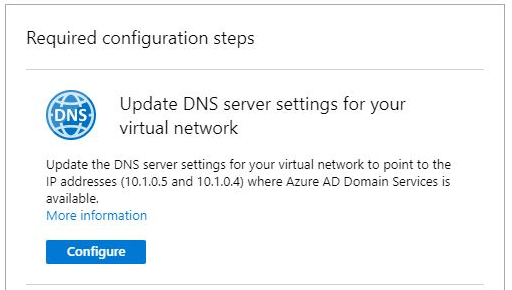 Required configuration steps
DNS
Update DNS server settings for your
virtual network
Update the DNS server settings for your virtual network to point to the
IP addresses (10.1.0.5 and 10.1.0.4) where Azure AD Domain Services is
available.
More information
Configure